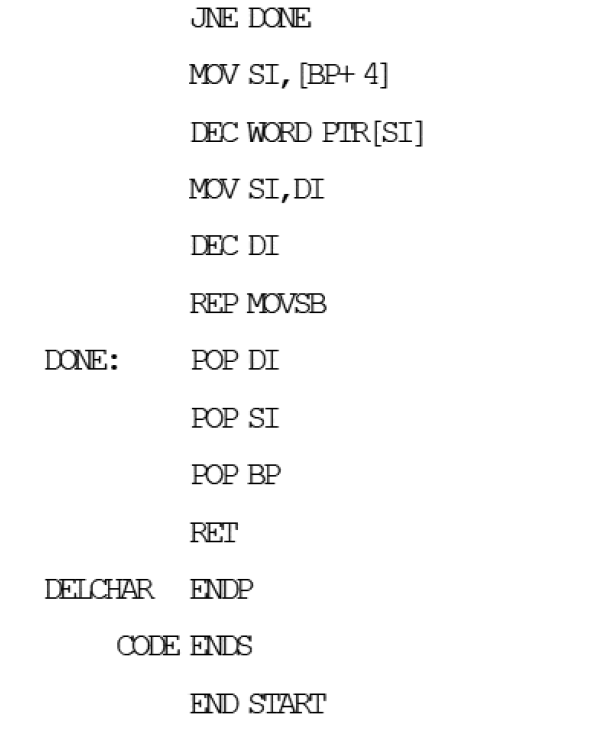 JNE DONE
MOV SI,[BP+4]
DEC WORD PTR[SI]
MOV SI,DI
DEC DI
REP MOVSB
DONE: POP DI
POP SI
POP BP
RET
DELCHAR ENDP
CODE ENDS
END START